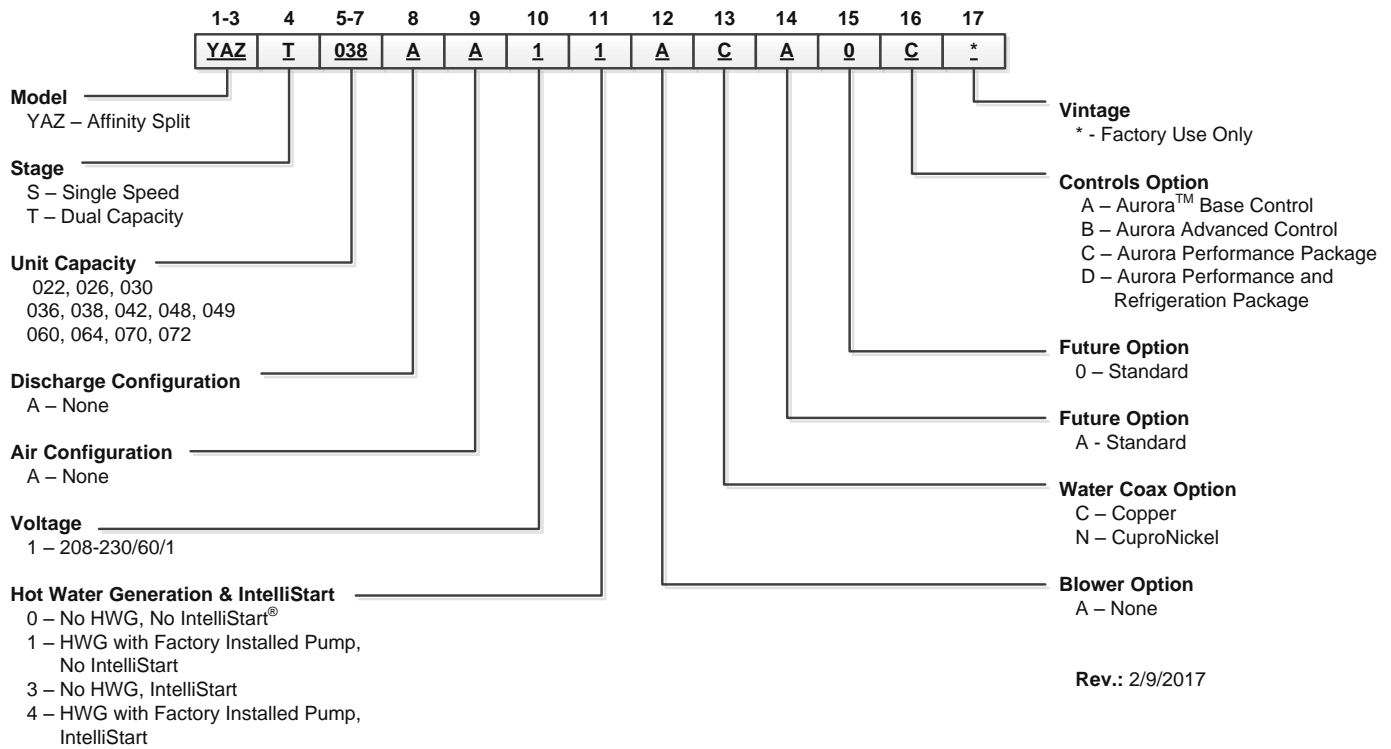 1-3 4 5-7 8 9 10 11 12 13 14 15 16 17
YAZ T 038 A A 1 1 A C A 0 C *
Model
YAZ – Affinity Split
Stage
S – Single Speed
T – Dual Capacity
Unit Capacity
022, 026, 030
036, 038, 042, 048, 049
060, 064, 070, 072
Discharge Configuration
A – None
Air Configuration
A – None
Voltage
1 – 208-230/60/1
Hot Water Generation & IntelliStart
0 – No HWG, No IntelliStart®
1 – HWG with Factory Installed Pump,
No IntelliStart
3 – No HWG, IntelliStart
4 – HWG with Factory Installed Pump,
IntelliStart
Vintage
* - Factory Use Only
Controls Option
A – Aurora™ Base Control
B – Aurora Advanced Control
C – Aurora Performance Package
D – Aurora Performance and
Refrigeration Package
Future Option
0 – Standard
Future Option
A - Standard
Water Coax Option
C – Copper
N – CuproNickel
Blower Option
A – None
Rev.: 2/9/2017